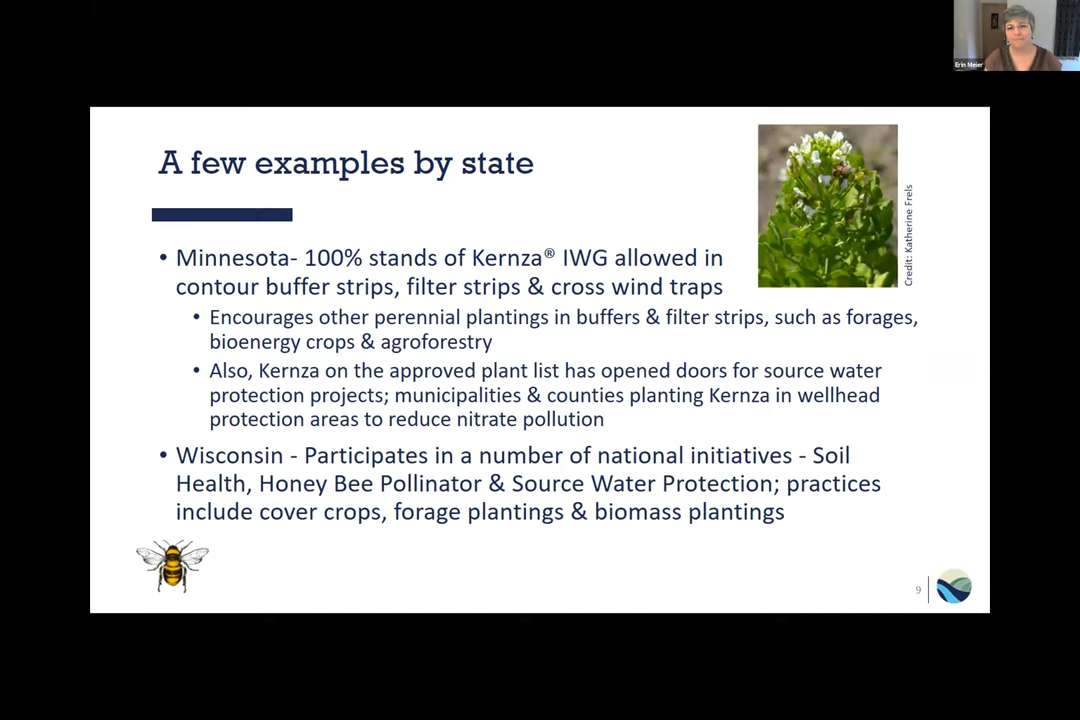 Erin Meier
A few examples by state
Credit: Katherine Frels
• Minnesota- 100% stands of Kernza® IWG allowed in
contour buffer strips, filter strips & cross wind traps
• Encourages other perennial plantings in buffers & filter strips, such as forages,
bioenergy crops & agroforestry
• Also, Kernza on the approved plant list has opened doors for source water
protection projects; municipalities & counties planting Kernza in wellhead
protection areas to reduce nitrate pollution
• Wisconsin - Participates in a number of national initiatives - Soil
Health, Honey Bee Pollinator & Source Water Protection; practices
include cover crops, forage plantings & biomass plantings
9